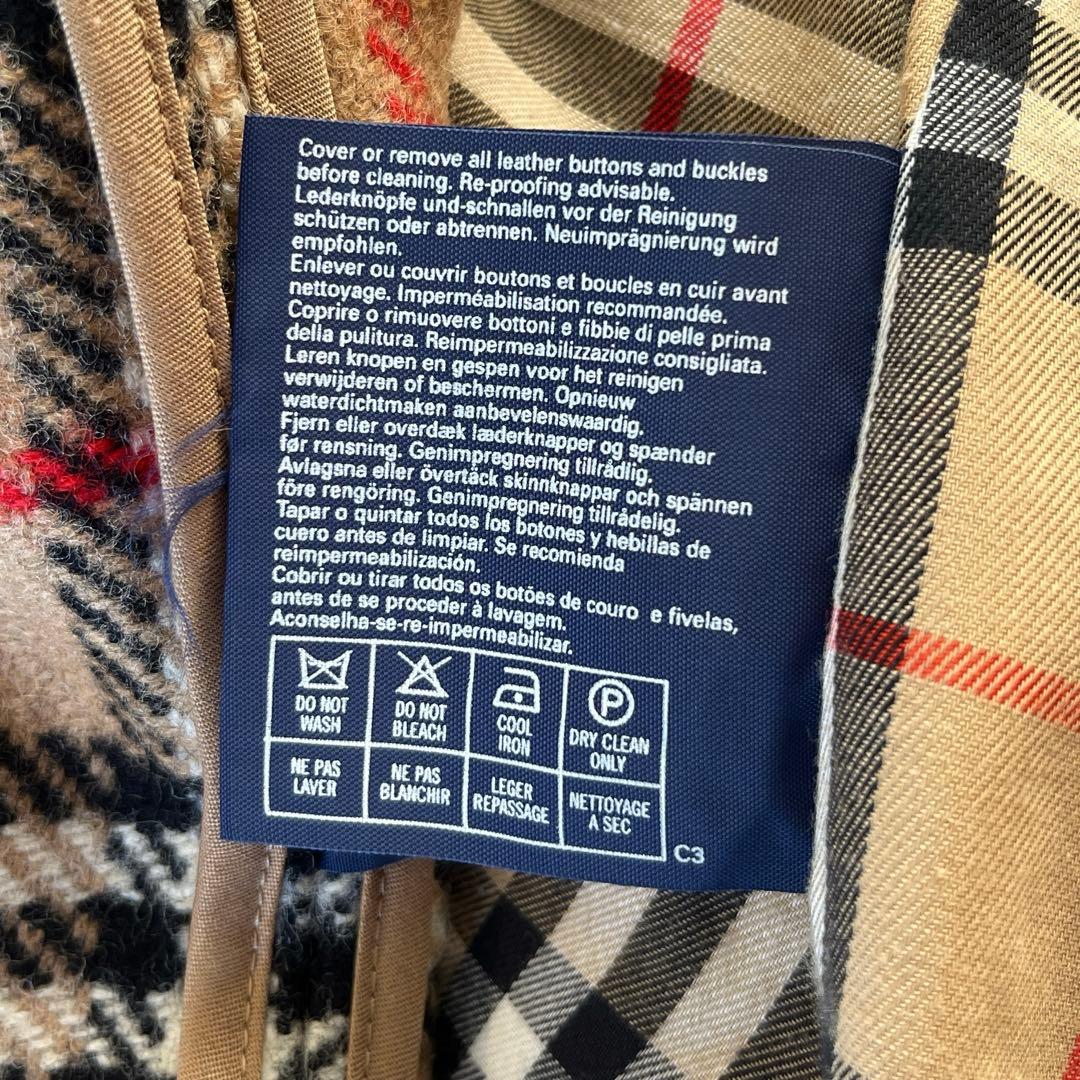 Cover or remove all leather buttons and buckles
before cleaning. Re-proofing advisable.
Lederknöpfe und-schnallen vor der Reinigung
schützen oder abtrennen. Neuimprägnierung wird
empfohlen.
Enlever ou couvrir boutons et boucles en cuir avant
nettoyage. Imperméabilisation recommandée.
Coprire o rimuovere bottoni e fibbie di pelle prima
della pulitura. Reimpermeabilizzazione consigliata.
Leren knopen en gespen voor het reinigen
verwijderen of beschermen. Opnieuw
waterdichtmaken aanbevelenswaardig.
Fjern eller overdæk læderknapper og spænder
før rensning. Genimpregnering tillrådlig.
Avlagsna eller övertäck skinnknappar och spännen
före rengöring. Genimpregnering tillrådelig.
Tapar o quintar todos los botones y hebillas de
cuero antes de limpiar. Se recomienda
reimpermeabilización.
Cobrir ou tirar todos os botões de couro e fivelas,
antes de se proceder à lavagem.
Aconselha-se-re-impermeabilizar.
DO NOT WASH
DO NOT BLEACH
COOL IRON
P
DRY CLEAN ONLY
NE PAS LAVER
NE PAS BLANCHIR
LEGER REPASSAGE
NETTOYAGE A SEC
C3